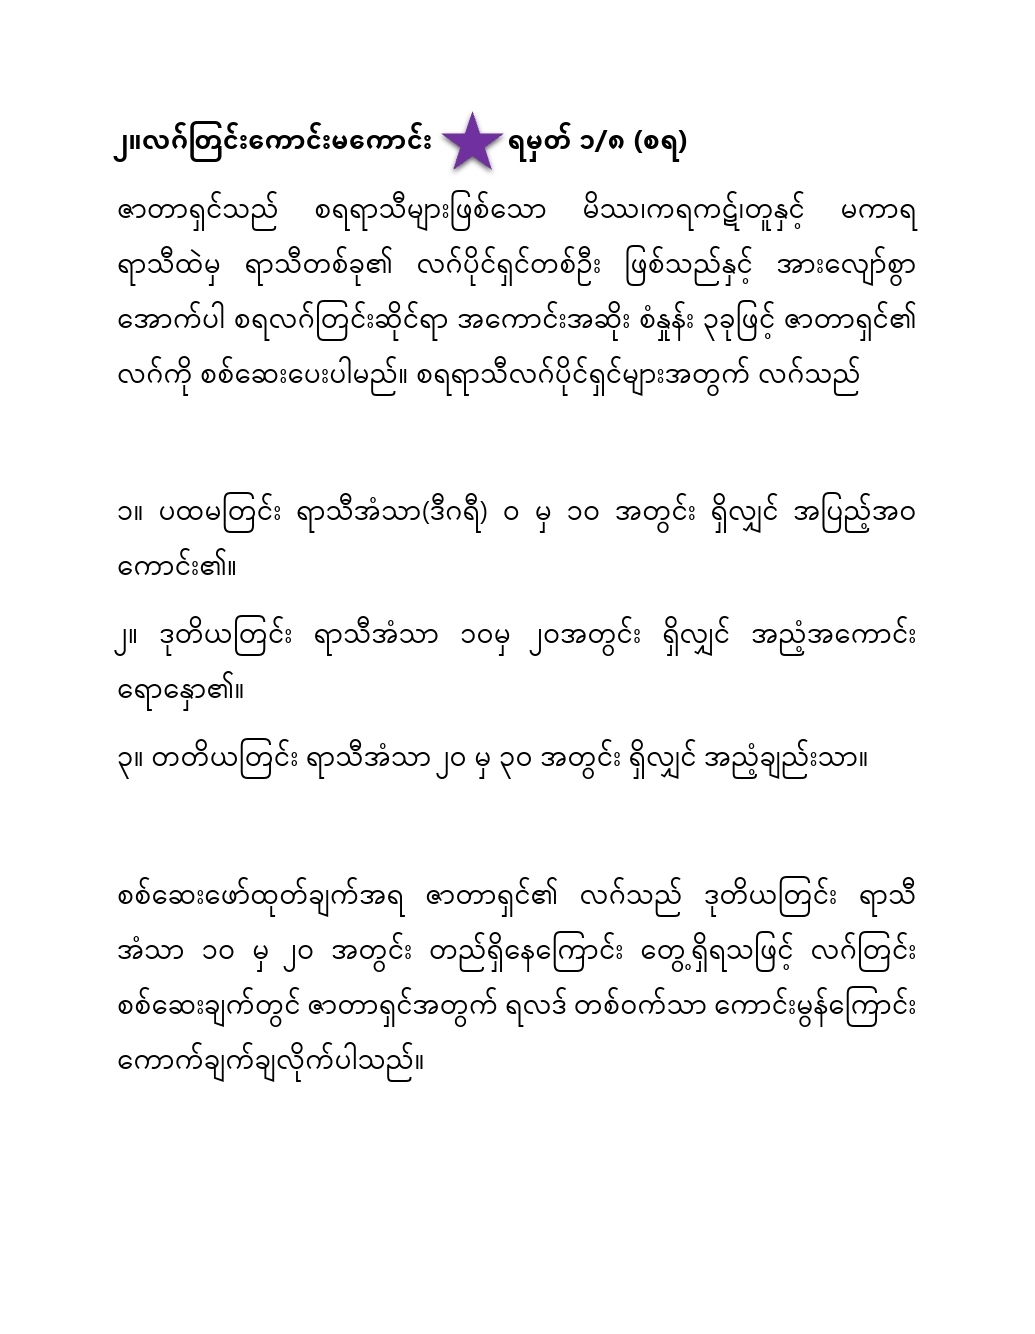 ၂။လဂ်တြင်းကောင်းမကောင်း ရမှတ် ၁/၈ (စရ)
ဇာတာရှင်သည် စရရာသီများဖြစ်သော မိဿ၊ကရကဋ်၊တူနှင့် မကာရ
ရာသီထဲမှ ရာသီတစ်ခု၏ လဂ်ပိုင်ရှင်တစ်ဦး ဖြစ်သည်နှင့် အားလျော်စွာ
အောက်ပါ စရလဂ်တြင်းဆိုင်ရာ အကောင်းအဆိုး စံနှုန်း ၃ခုဖြင့် ဇာတာရှင်၏
လဂ်ကို စစ်ဆေးပေးပါမည်။ စရရာသီလဂ်ပိုင်ရှင်များအတွက် လဂ်သည်
၁။ ပထမတြင်း ရာသီအံသာ(ဒီဂရီ) ဝ မှ ၁ဝ အတွင်း ရှိလျှင် အပြည့်အဝ
ကောင်း၏။
၂။ ဒုတိယတြင်း ရာသီအံသာ ၁ဝမှ ၂ဝအတွင်း ရှိလျှင် အညံ့အကောင်း
ရောနှော၏။
၃။ တတိယတြင်း ရာသီအံသာ၂ဝ မှ ၃ဝ အတွင်း ရှိလျှင် အညံ့ချည်းသာ။
စစ်ဆေးဖော်ထုတ်ချက်အရ ဇာတာရှင်၏ လဂ်သည် ဒုတိယတြင်း ရာသီ
အံသာ ၁ဝ မှ ၂ဝ အတွင်း တည်ရှိနေကြောင်း တွေ့ရှိရသဖြင့် လဂ်တြင်း
စစ်ဆေးချက်တွင် ဇာတာရှင်အတွက် ရလဒ် တစ်ဝက်သာ ကောင်းမွန်ကြောင်း
ကောက်ချက်ချလိုက်ပါသည်။